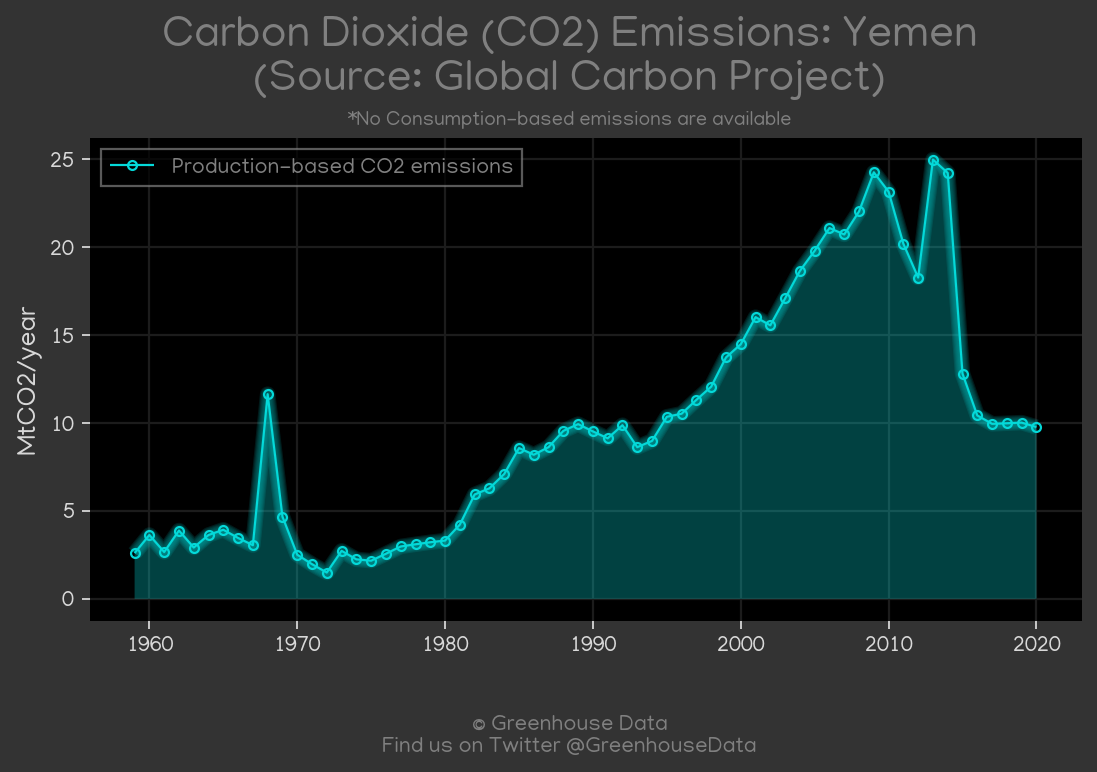 Carbon Dioxide (CO2) Emissions: Yemen
(Source: Global Carbon Project)
*No Consumption-based emissions are available
Production-based CO2 emissions
MtCO2/year
25
20
15
10
5
0
1960 1970 1980 1990 2000 2010 2020
© Greenhouse Data
Find us on Twitter @GreenhouseData